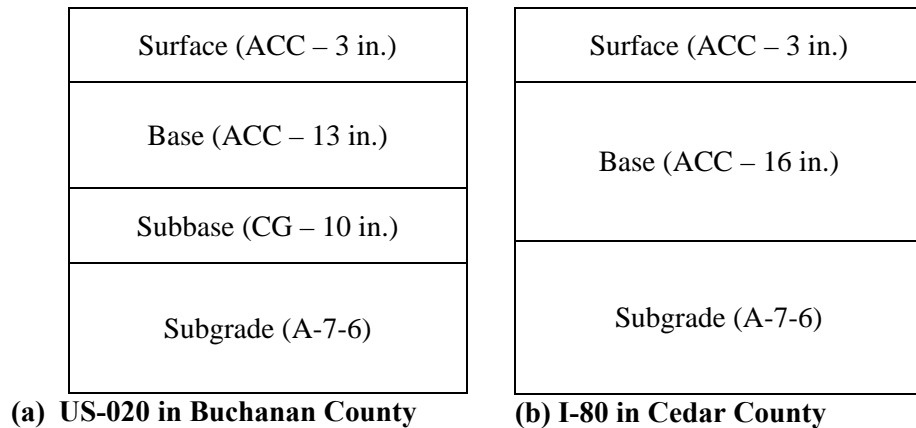 Surface (ACC – 3 in.)
Base (ACC – 13 in.)
Subbase (CG – 10 in.)
Subgrade (A-7-6)
(a) US-020 in Buchanan County
Surface (ACC – 3 in.)
Base (ACC – 16 in.)
Subgrade (A-7-6)
(b) I-80 in Cedar County